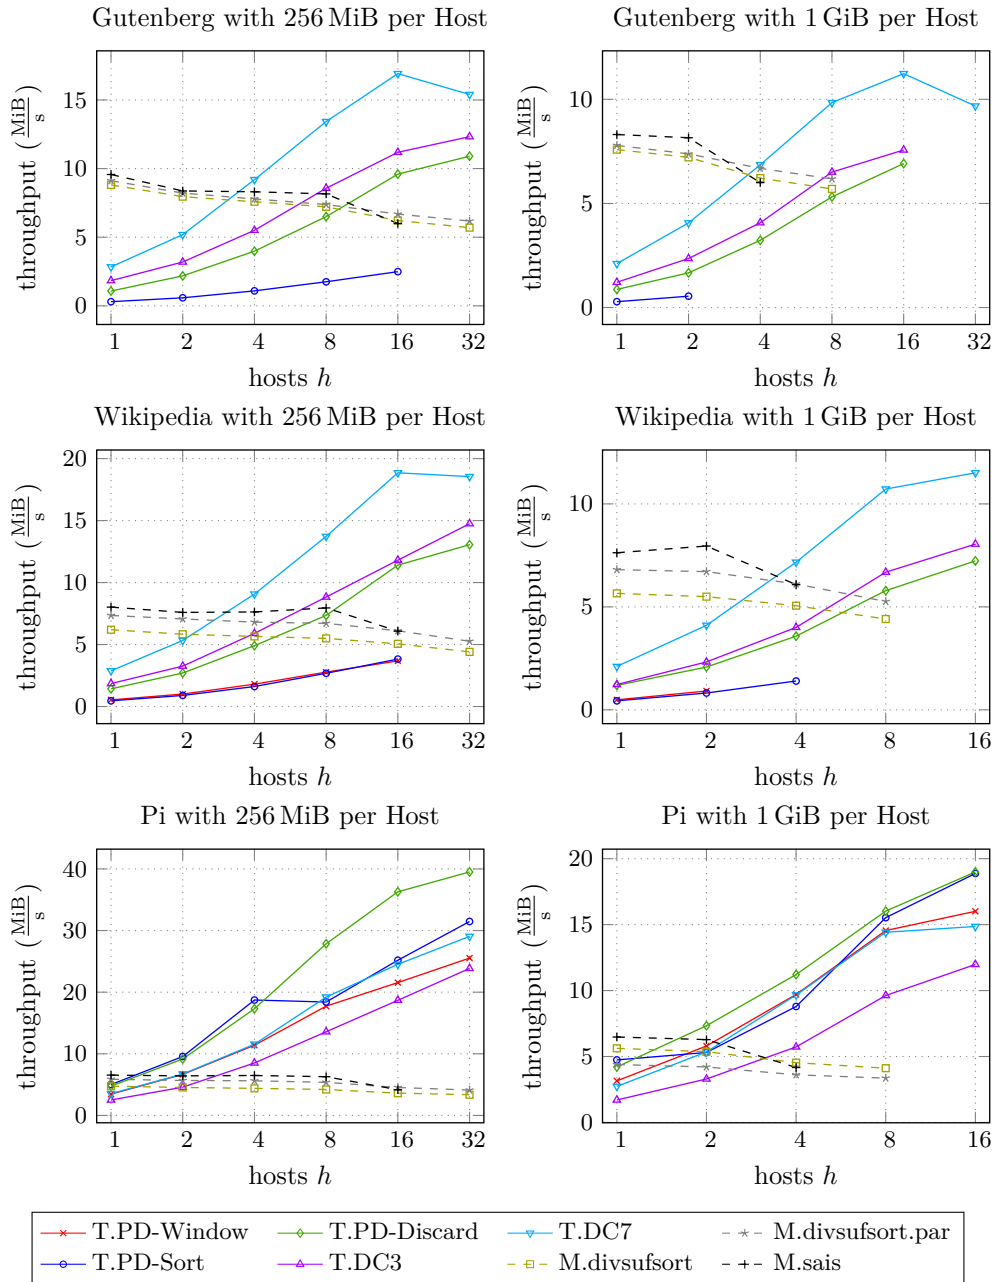 Gutenberg with 256 MiB per Host
throughput (MiB/s)
15
10
5
0
1 2 4 8 16 32
hosts h
Gutenberg with 1 GiB per Host
throughput (MiB/s)
10
5
0
1 2 4 8 16 32
hosts h
Wikipedia with 256 MiB per Host
throughput (MiB/s)
20
15
10
5
0
1 2 4 8 16 32
hosts h
Wikipedia with 1 GiB per Host
throughput (MiB/s)
10
5
0
1 2 4 8 16
hosts h
Pi with 256 MiB per Host
throughput (MiB/s)
40
30
20
10
0
1 2 4 8 16 32
hosts h
Pi with 1 GiB per Host
throughput (MiB/s)
20
15
10
5
0
1 2 4 8 16
hosts h
T.PD-Window T.PD-Discard T.DC7 M.divsufsort.par
T.PD-Sort T.DC3 M.divsufsort M.sais